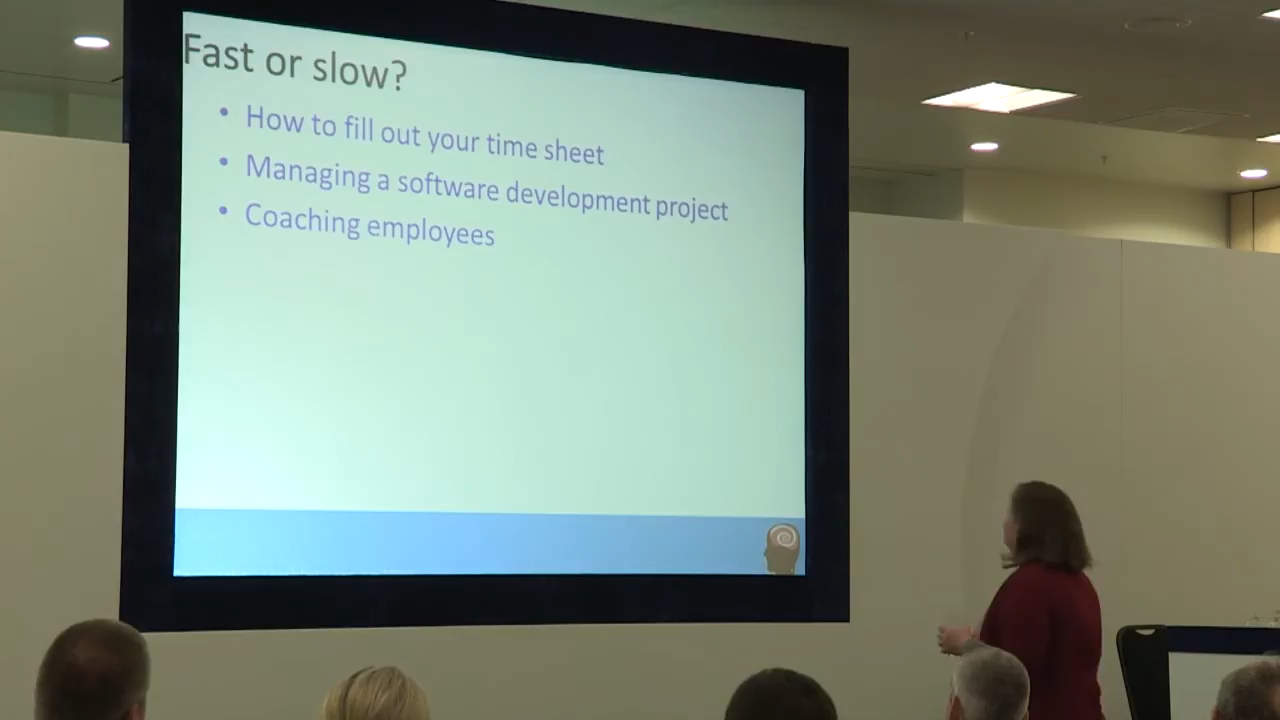 Fast or slow?
• How to fill out your time sheet
• Managing a software development project
• Coaching employees